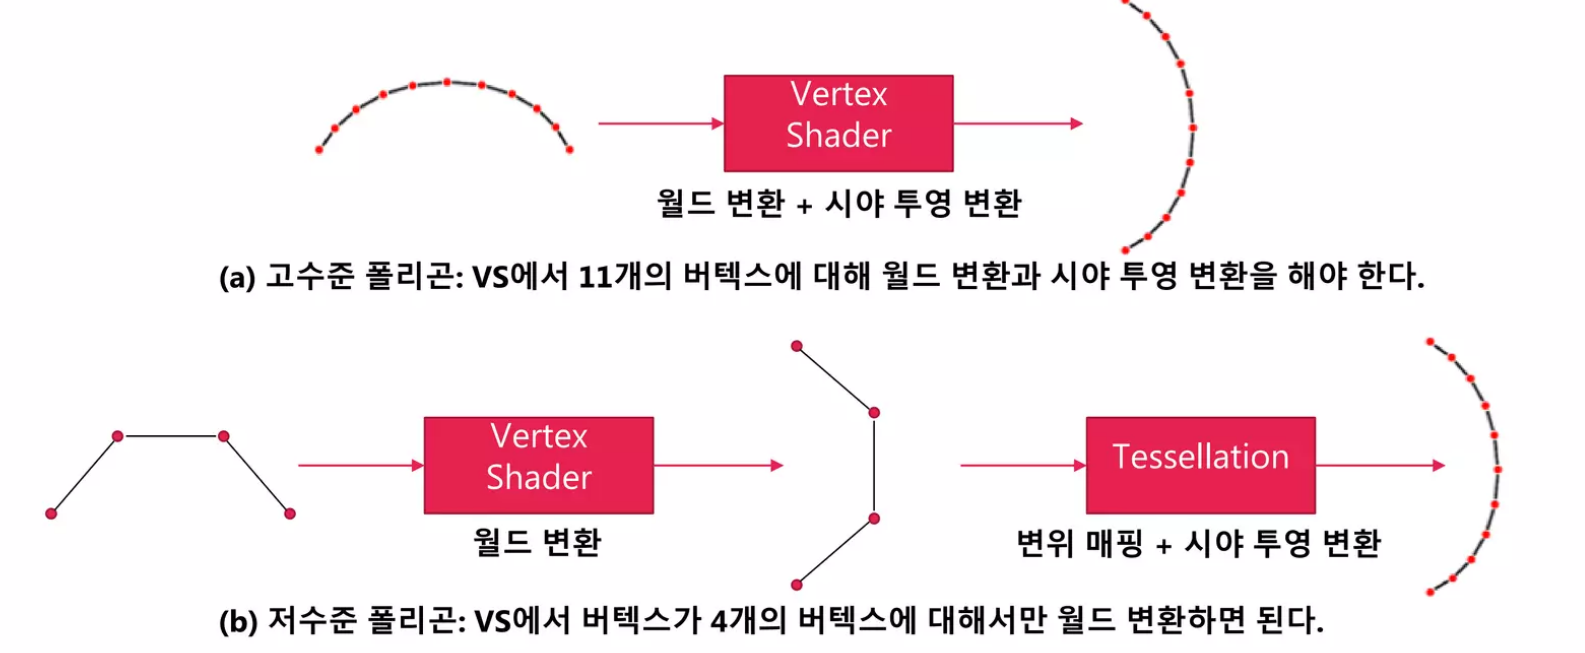 Vertex
Shader
월드 변환 + 시야 투영 변환
(a) 고수준 폴리곤: VS에서 11개의 버텍스에 대해 월드 변환과 시야 투영 변환을 해야 한다.
Vertex
Shader
월드 변환
Tessellation
변위 매핑 + 시야 투영 변환
(b) 저수준 폴리곤: VS에서 버텍스가 4개의 버텍스에 대해서만 월드 변환하면 된다.